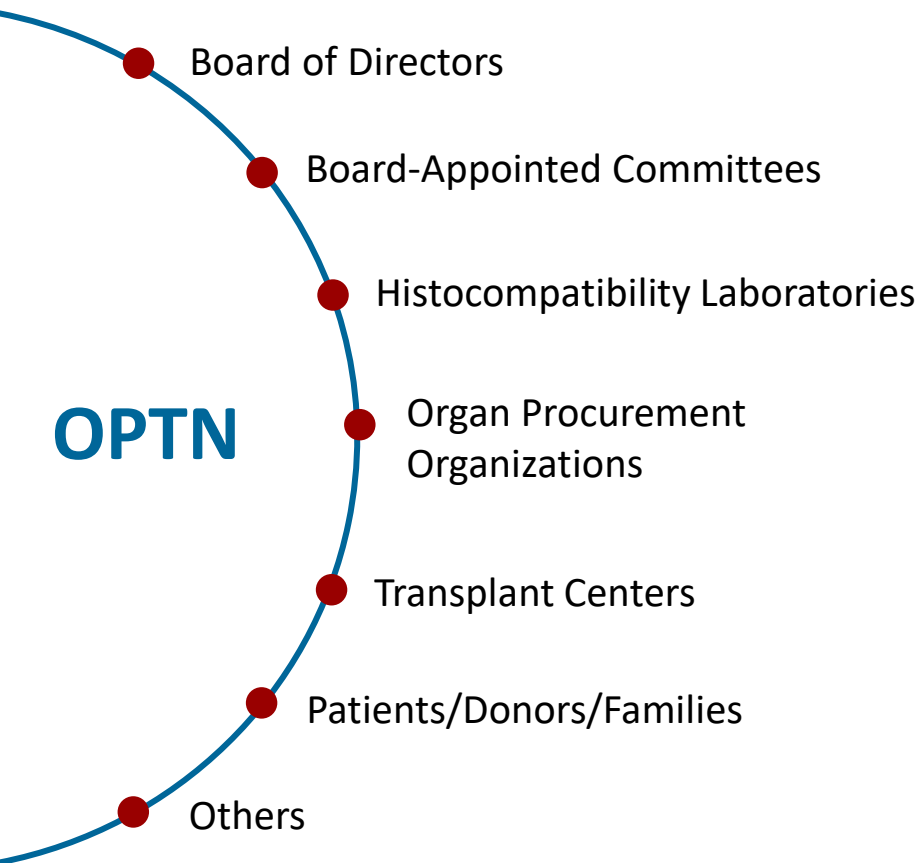 Board of Directors
Board-Appointed Committees
Histocompatibility Laboratories
OPTN
Organ Procurement
Organizations
Transplant Centers
Patients/Donors/Families
Others